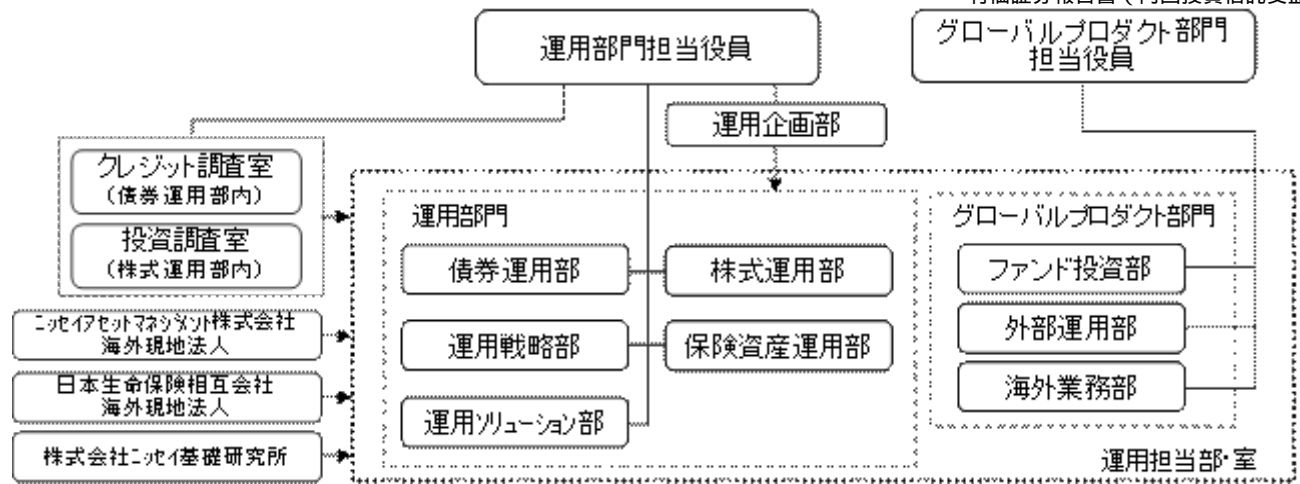 運用部門担当役員
グローバルプロダクト部門
担当役員
運用企画部
クレジット調査室
(債券運用部内)
投資調査室
(株式運用部内)
運用部門
グローバルプロダクト部門
債券運用部
株式運用部
ファンド投資部
ニッセイアセットマネジメント株式会社
海外現地法人
運用戦略部
保険資産運用部
外部運用部
日本生命保険相互会社
海外現地法人
海外業務部
運用ソリューション部
株式会社ニッセイ基礎研究所
運用担当部・室